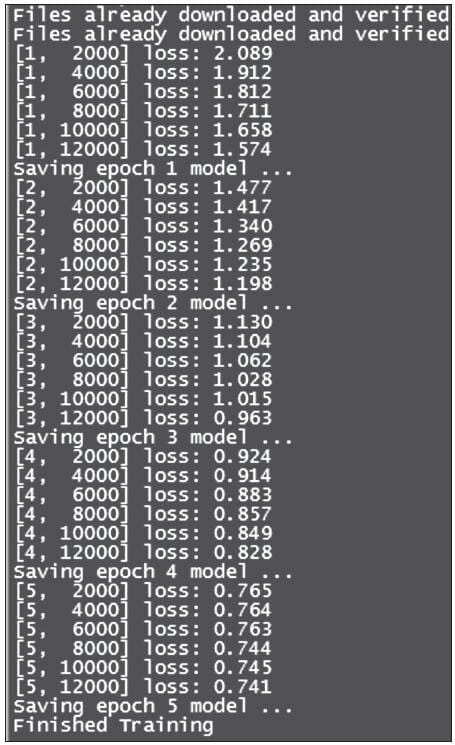 Files already downloaded and verified
Files already downloaded and verified
[1,  2000] loss: 2.089
[1,  4000] loss: 1.912
[1,  6000] loss: 1.812
[1,  8000] loss: 1.711
[1, 10000] loss: 1.658
[1, 12000] loss: 1.574
Saving epoch 1 model ...
[2,  2000] loss: 1.477
[2,  4000] loss: 1.417
[2,  6000] loss: 1.340
[2,  8000] loss: 1.269
[2, 10000] loss: 1.235
[2, 12000] loss: 1.198
Saving epoch 2 model ...
[3,  2000] loss: 1.130
[3,  4000] loss: 1.104
[3,  6000] loss: 1.062
[3,  8000] loss: 1.028
[3, 10000] loss: 1.015
[3, 12000] loss: 0.963
Saving epoch 3 model ...
[4,  2000] loss: 0.924
[4,  4000] loss: 0.914
[4,  6000] loss: 0.883
[4,  8000] loss: 0.857
[4, 10000] loss: 0.849
[4, 12000] loss: 0.828
Saving epoch 4 model ...
[5,  2000] loss: 0.765
[5,  4000] loss: 0.764
[5,  6000] loss: 0.763
[5,  8000] loss: 0.744
[5, 10000] loss: 0.745
[5, 12000] loss: 0.741
Saving epoch 5 model ...
Finished Training